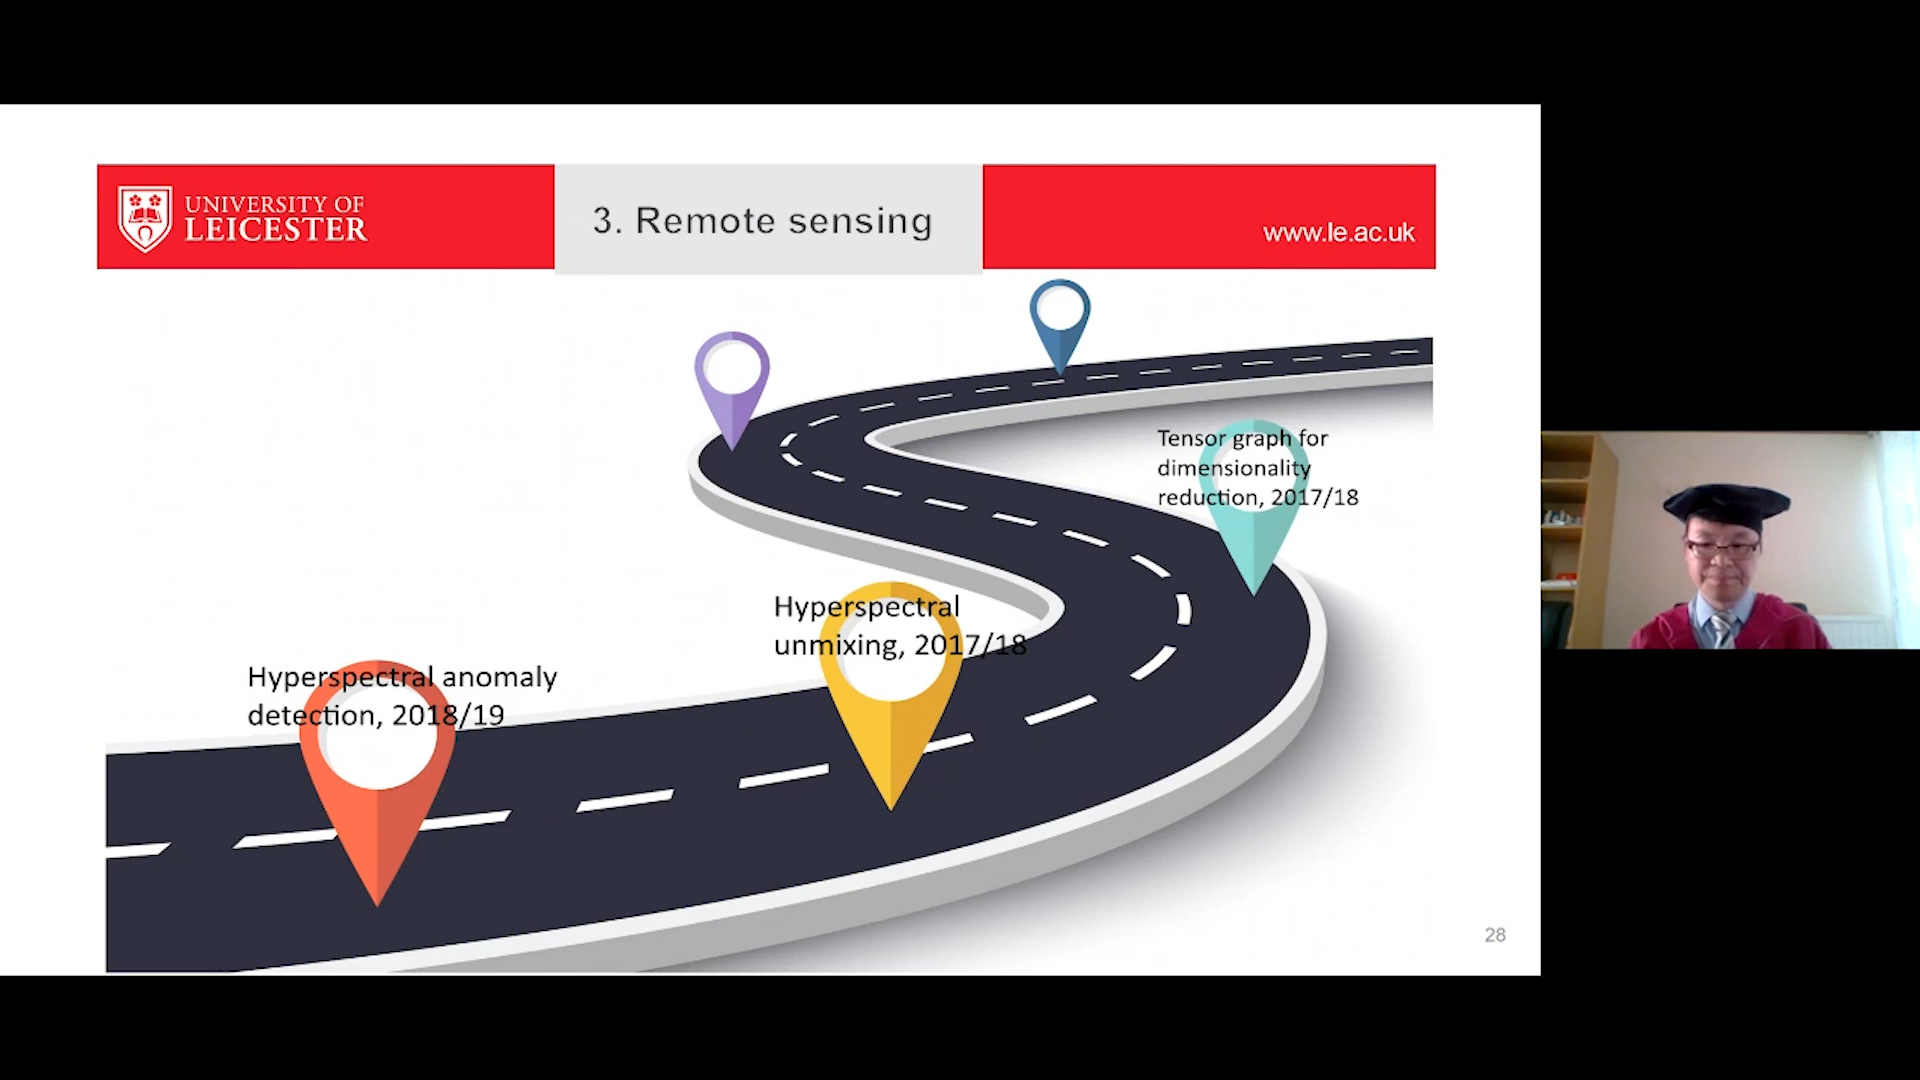 UNIVERSITY OF
LEICESTER
3. Remote sensing
www.le.ac.uk
Tensor graph for
dimensionality
reduction, 2017/18
Hyperspectral
unmixing, 2017/18
Hyperspectral anomaly
detection, 2018/19
28